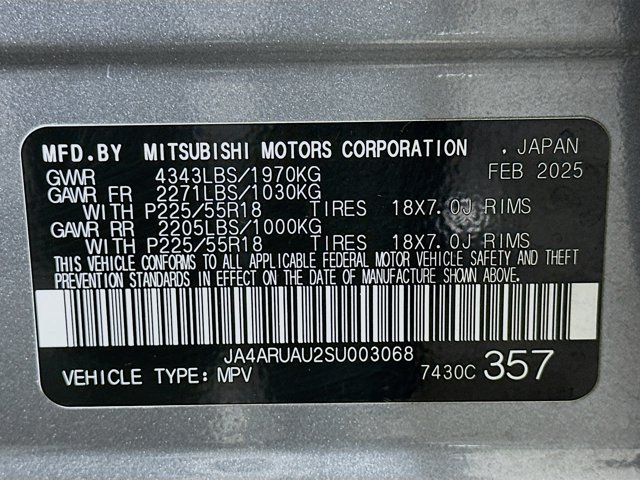 MFD.BY MITSUBISHI MOTORS CORPORATION . JAPAN
GVWR 4343LBS/1970KG FEB 2025
GAWR FR 2271LBS/1030KG
WITH P225/55R18 TIRES 18X7.0J RIMS
GAWR RR 2205LBS/1000KG
WITH P225/55R18 TIRES 18X7.0J RIMS
THIS VEHICLE CONFORMS TO ALL APPLICABLE FEDERAL MOTOR VEHICLE SAFETY AND THEFT
PREVENTION STANDARDS IN EFFECT ON THE DATE OF MANUFACTURE SHOWN ABOVE.
JA4ARUAU2SU003068
VEHICLE TYPE: MPV 7430C 357